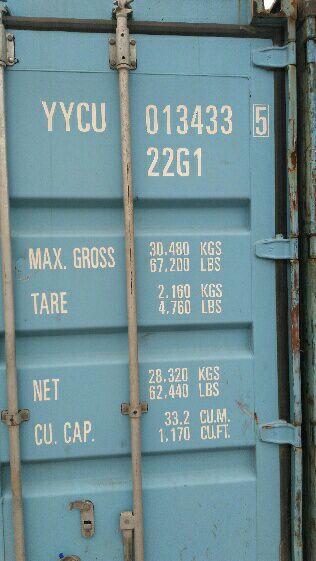 YYCU 013433 5
22G1
MAX. GROSS 30.480 KGS
67.200 LBS
TARE 2.160 KGS
4.760 LBS
NET 28.320 KGS
62.440 LBS
CU. CAP. 33.2 CU.M.
1.170 CU.FT.